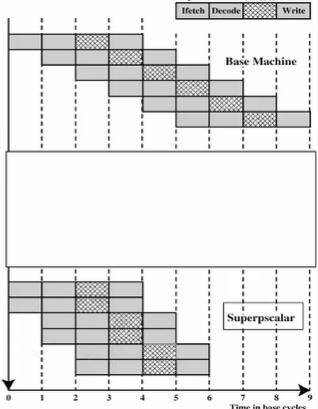 Ifetch Decode Write
Base Machine
Superpscalar
0 1 2 3 4 5 6 7 8 9
Time in base cycles